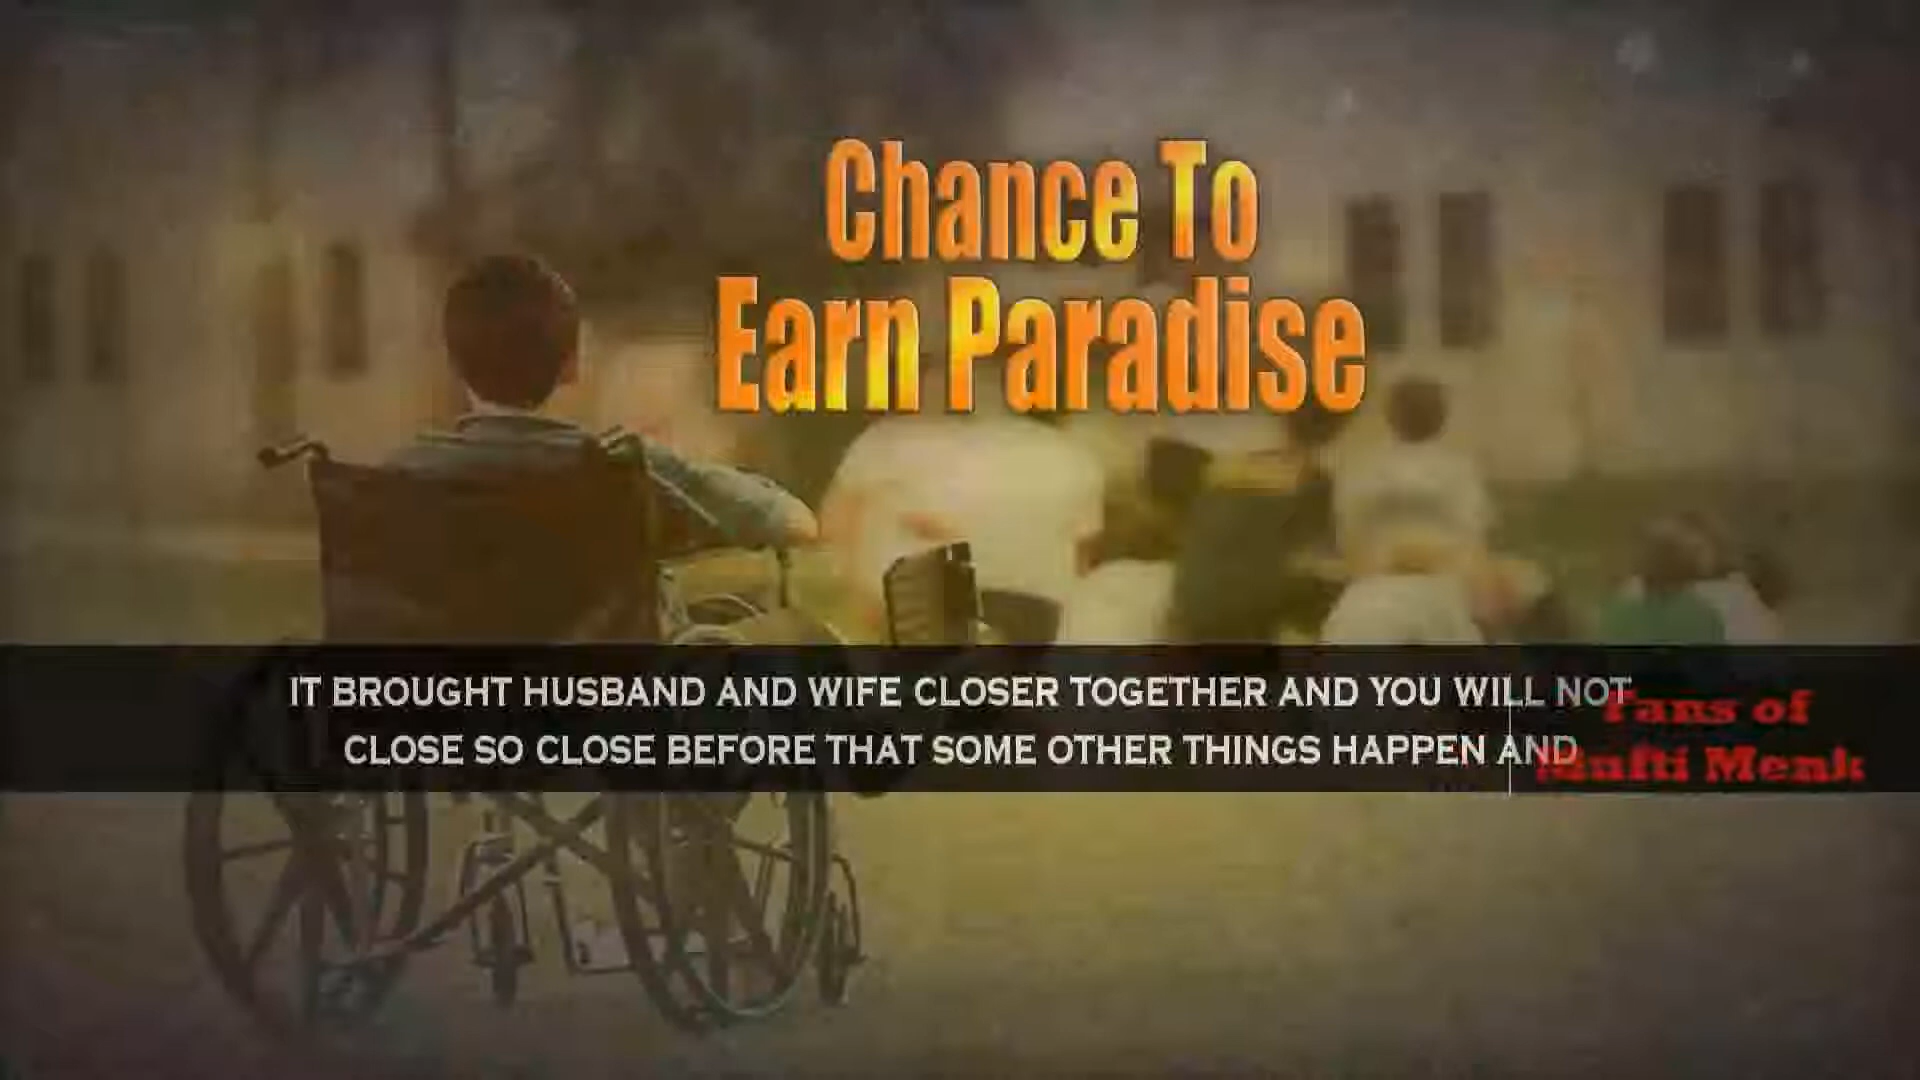 Chance To
Earn Paradise
IT BROUGHT HUSBAND AND WIFE CLOSER TOGETHER AND YOU WILL NOT
CLOSE SO CLOSE BEFORE THAT SOME OTHER THINGS HAPPEN AND
Fans of
Mufti Menk